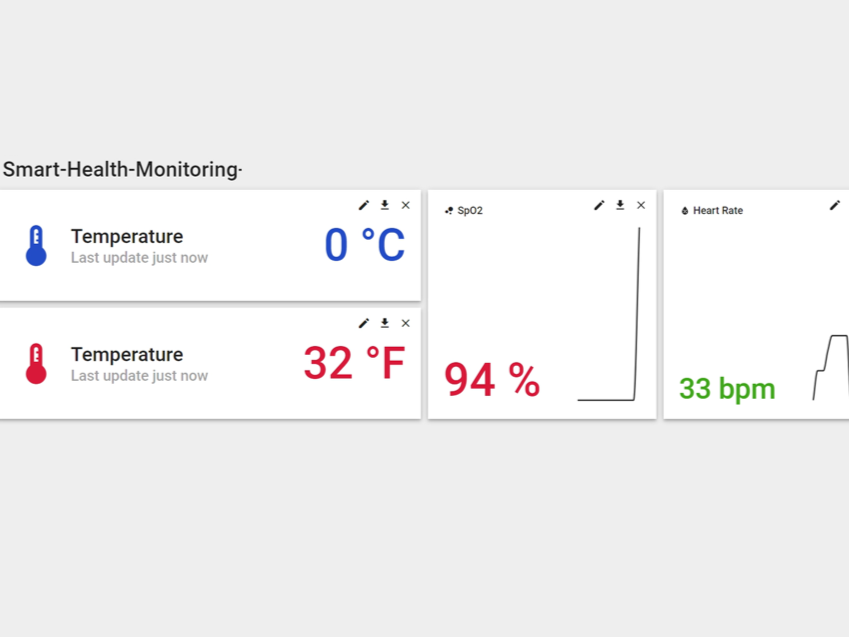 Smart-Health-Monitoring-
Temperature
Last update just now
0 °C
Temperature
Last update just now
32 °F
SpO2
94 %
Heart Rate
33 bpm